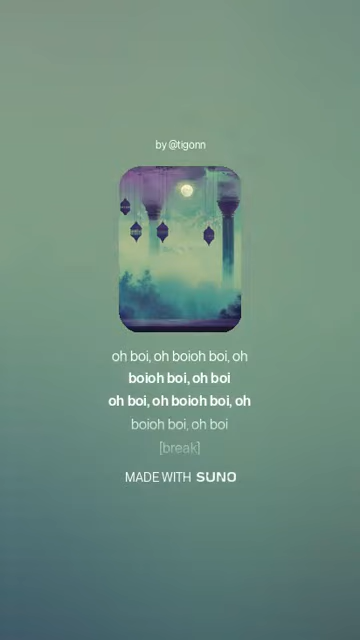 by @tigonn
oh boi, oh boioh boi, oh
boioh boi, oh boi
oh boi, oh boioh boi, oh
boioh boi, oh boi
[break]
MADE WITH SUNO